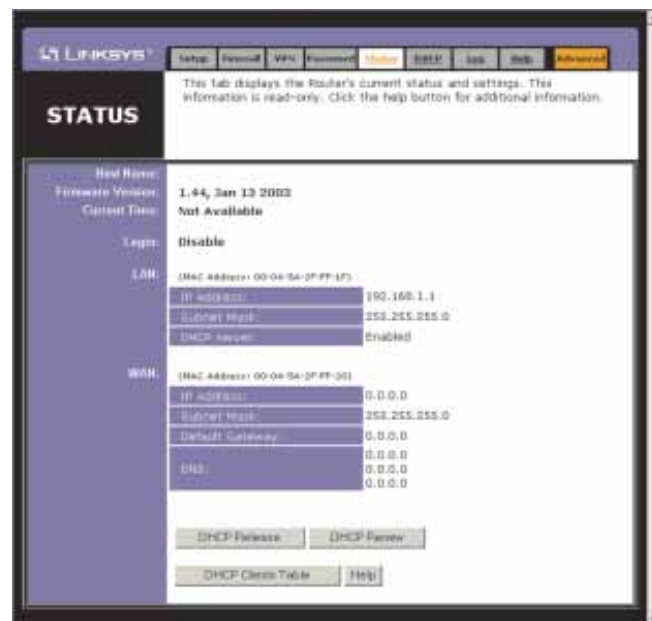 LINKSYS
Setup Firewall VPN Password Status DHCP Log Help Advanced
STATUS
This tab displays the Router's current status and settings. This
information is read-only. Click the help button for additional information.
Host Name:
Firmware Version: 1.44, Jan 13 2003
Current Time: Not Available
Login: Disable
LAN: (MAC Address: 00-04-5A-2F-FF-1F)
IP Address: 192.168.1.1
Subnet Mask: 255.255.255.0
DHCP server: Enabled
WAN: (MAC Address: 00-04-5A-2F-FF-20)
IP Address: 0.0.0.0
Subnet Mask: 255.255.255.0
Default Gateway: 0.0.0.0
DNS: 0.0.0.0
0.0.0.0
0.0.0.0
DHCP Release DHCP Renew
DHCP Clients Table Help